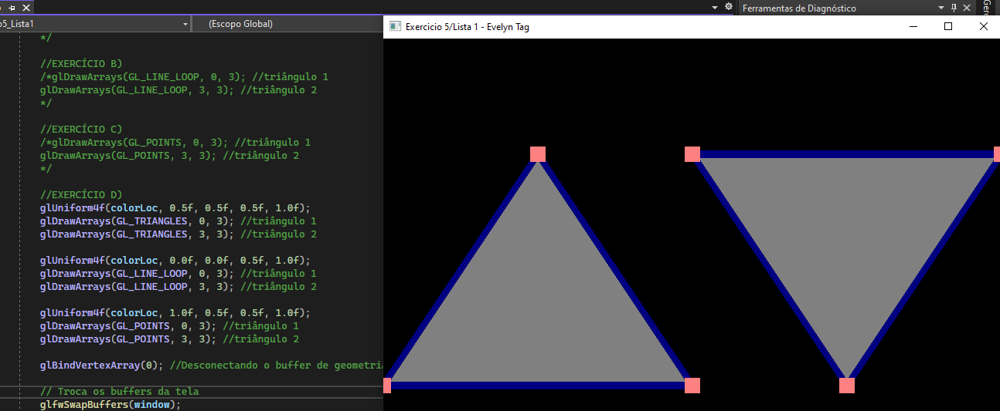 Ferramentas de Diagnóstico
o5_Lista1
(Escopo Global)
Exercicio 5/Lista 1 - Evelyn Tag
*/
//EXERCÍCIO B)
/*glDrawArrays(GL_LINE_LOOP, 0, 3); //triângulo 1
glDrawArrays(GL_LINE_LOOP, 3, 3); //triângulo 2
*/
//EXERCÍCIO C)
/*glDrawArrays(GL_POINTS, 0, 3); //triângulo 1
glDrawArrays(GL_POINTS, 3, 3); //triângulo 2
*/
//EXERCÍCIO D)
glUniform4f(colorLoc, 0.5f, 0.5f, 0.5f, 1.0f);
glDrawArrays(GL_TRIANGLES, 0, 3); //triângulo 1
glDrawArrays(GL_TRIANGLES, 3, 3); //triângulo 2
glUniform4f(colorLoc, 0.0f, 0.0f, 0.5f, 1.0f);
glDrawArrays(GL_LINE_LOOP, 0, 3); //triângulo 1
glDrawArrays(GL_LINE_LOOP, 3, 3); //triângulo 2
glUniform4f(colorLoc, 1.0f, 0.5f, 0.5f, 1.0f);
glDrawArrays(GL_POINTS, 0, 3); //triângulo 1
glDrawArrays(GL_POINTS, 3, 3); //triângulo 2
glBindVertexArray(0); //Desconectando o buffer de geometria
// Troca os buffers da tela
glfwSwapBuffers(window);